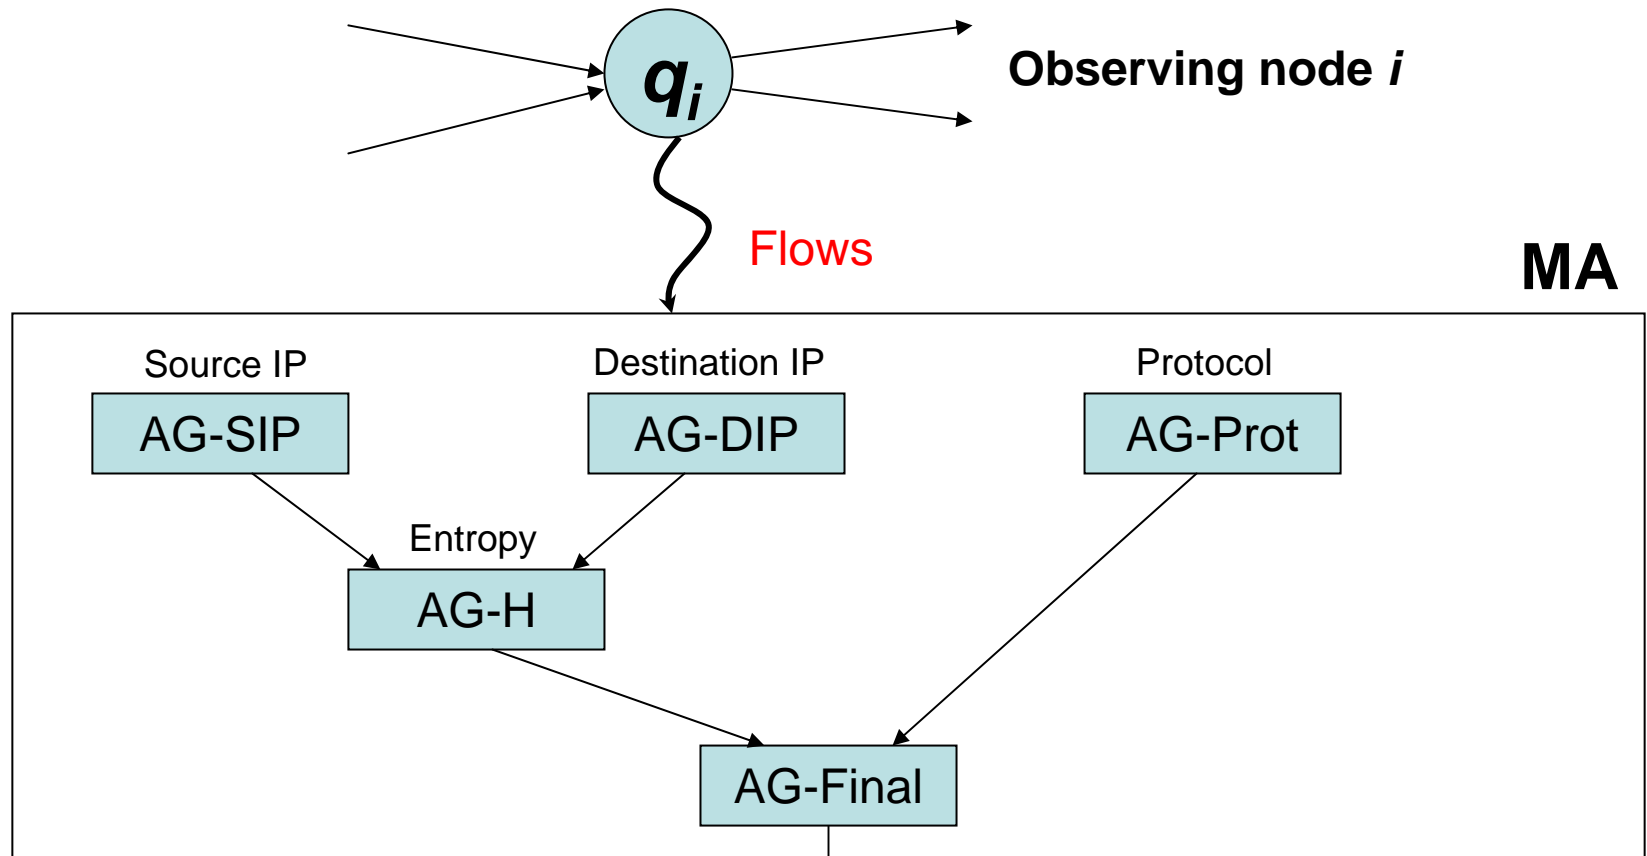 q_i
Observing node i
Flows
MA
Source IP
Destination IP
Protocol
AG-SIP
AG-DIP
AG-Prot
Entropy
AG-H
AG-Final